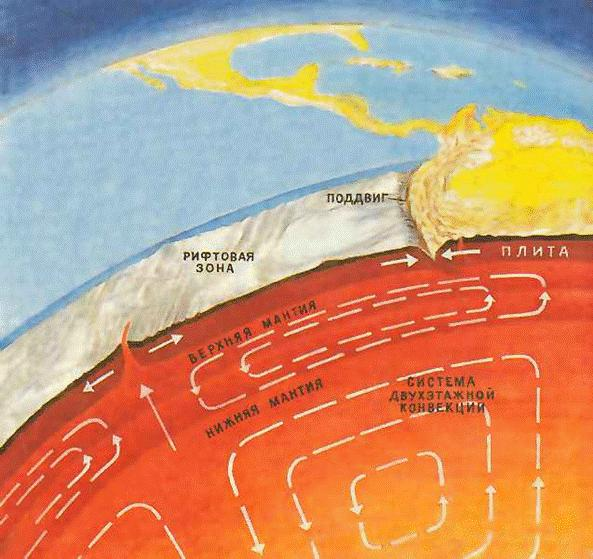 ПОДДВИГ
РИФТОВАЯ
ЗОНА
ПЛИТА
ВЕРХНЯЯ МАНТИЯ
НИЖНЯЯ МАНТИЯ
СИСТЕМА
ДВУХЭТАЖНОЙ
КОНВЕКЦИИ